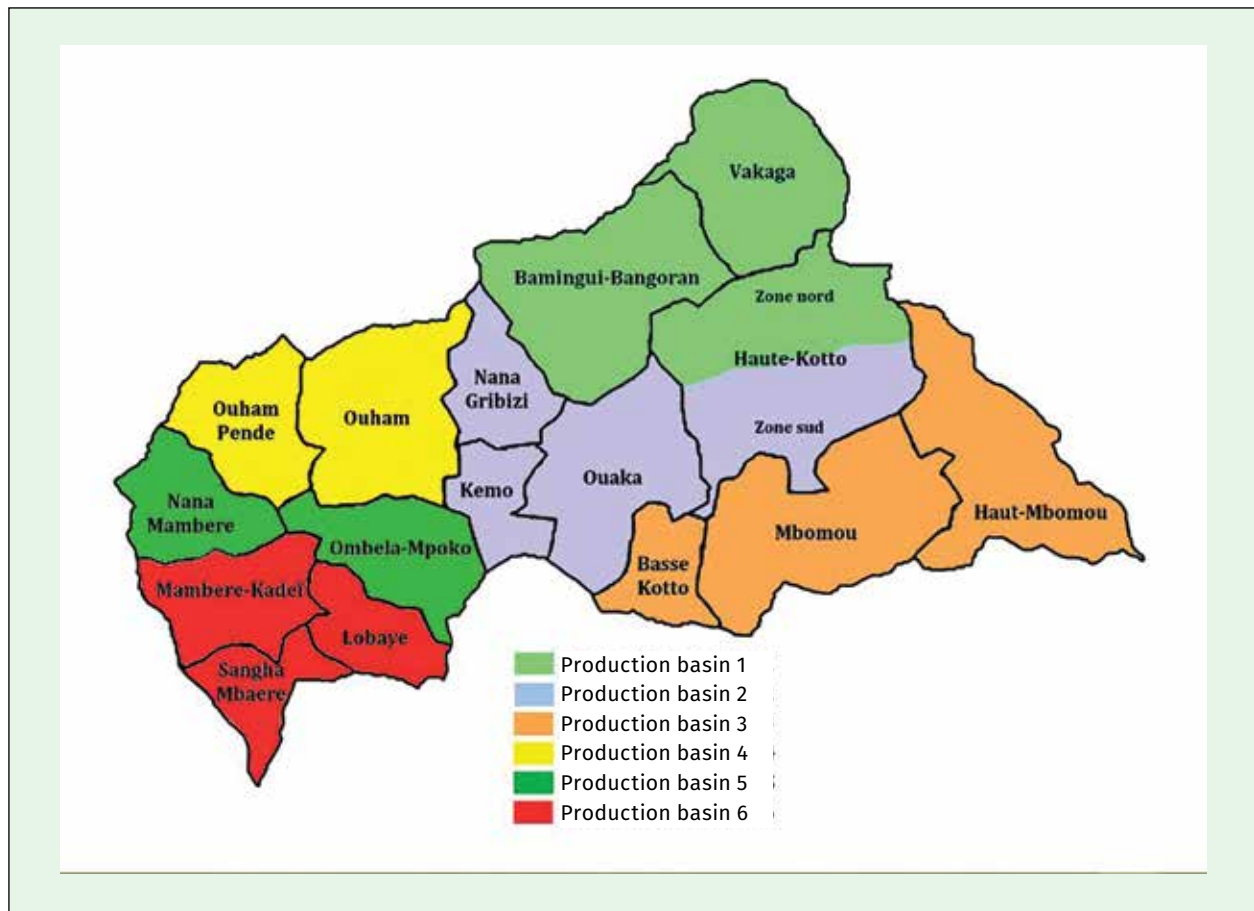 Vakaga
Bamingui-Bangoran
Zone nord
Haute-Kotto
Zone sud
Nana
Gribizi
Ouham
Pende
Ouham
Kemo
Ouaka
Nana
Mambere
Ombela-Mpoko
Mbomou
Haut-Mbomou
Basse
Kotto
Mambere-Kadeï
Lobaye
Sangha
Mbaere
Production basin 1
Production basin 2
Production basin 3
Production basin 4
Production basin 5
Production basin 6